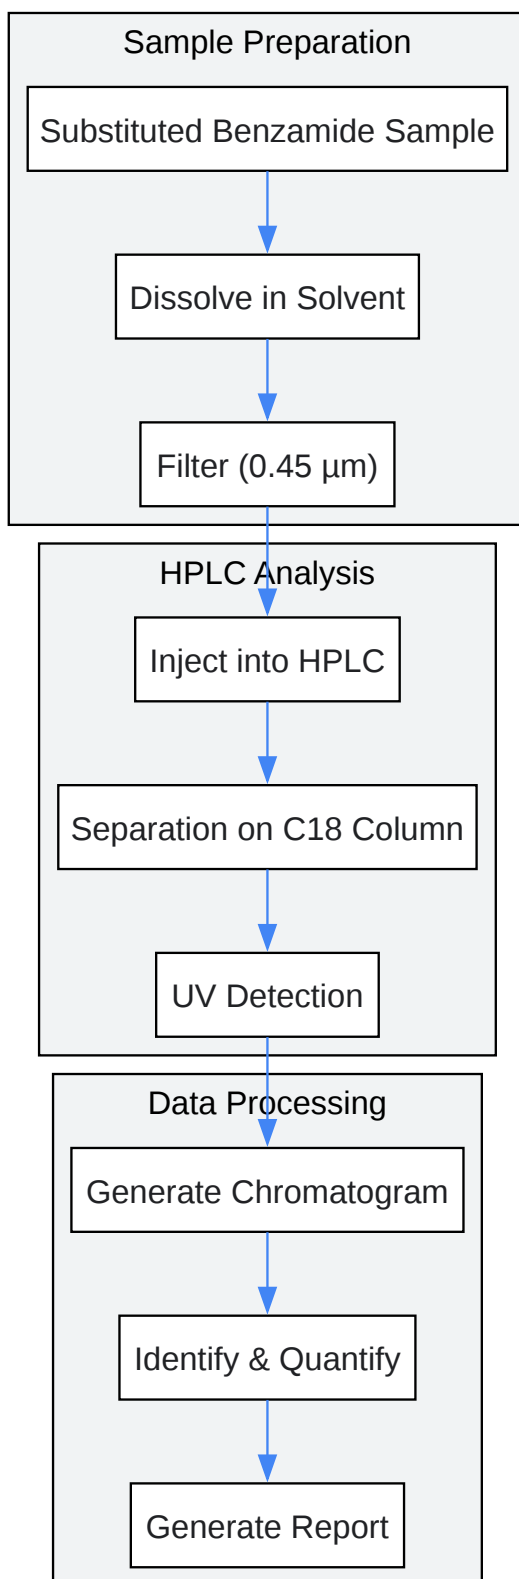 Sample Preparation
Substituted Benzamide Sample
Dissolve in Solvent
Filter (0.45 µm)
HPLC Analysis
Inject into HPLC
Separation on C18 Column
UV Detection
Data Processing
Generate Chromatogram
Identify & Quantify
Generate Report